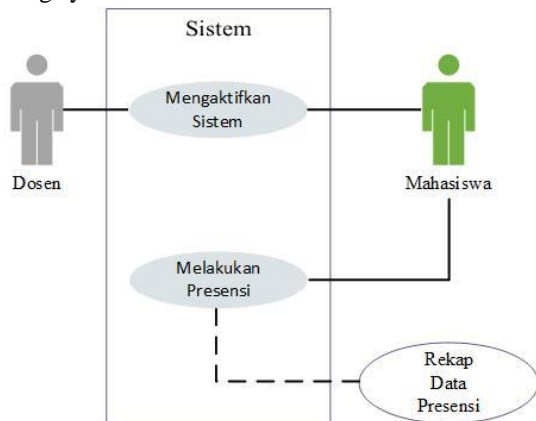 Sistem
Mengaktifkan
Sistem
Dosen
Mahasiswa
Melakukan
Presensi
Rekap
Data
Presensi